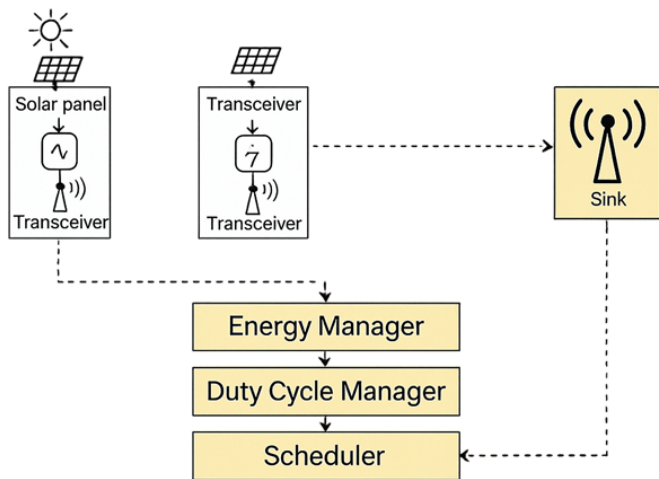 Solar panel
Transceiver
Transceiver
Transceiver
Sink
Energy Manager
Duty Cycle Manager
Scheduler